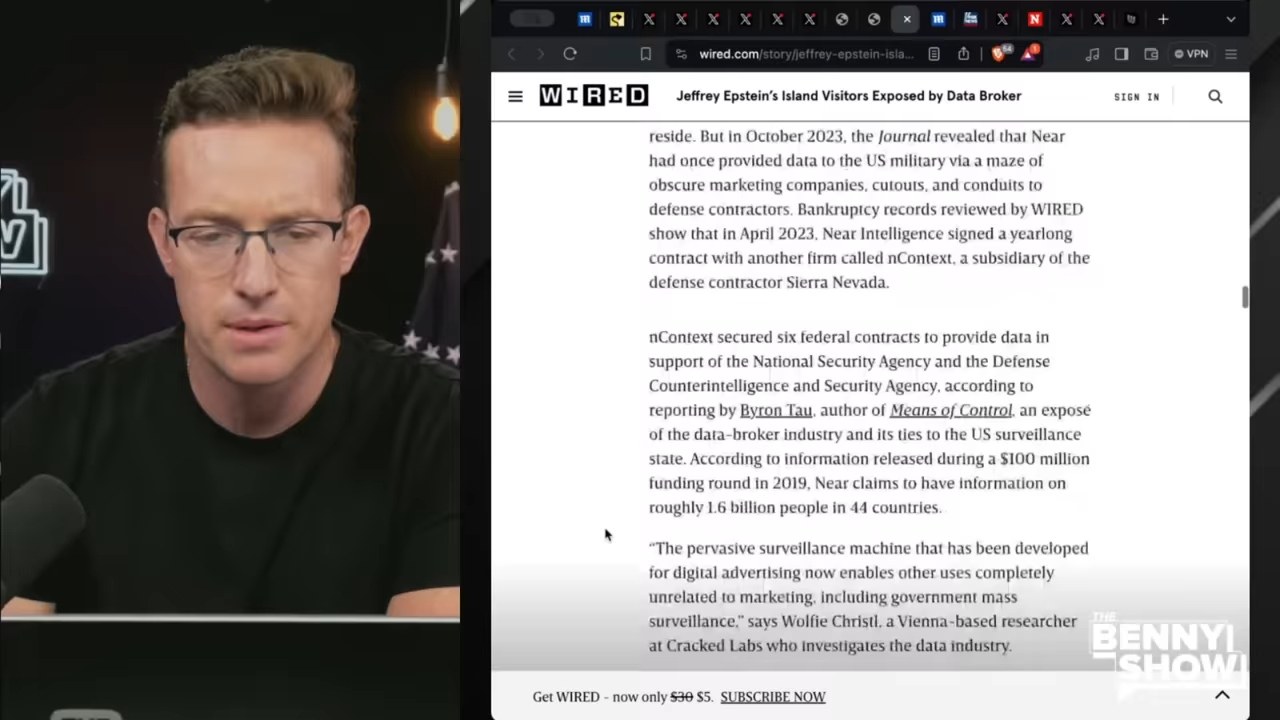 64
1
wired.com/story/jeffrey-epstein-isla...
VPN
WIRED
Jeffrey Epstein's Island Visitors Exposed by Data Broker
SIGN IN
reside. But in October 2023, the Journal revealed that Near
had once provided data to the US military via a maze of
obscure marketing companies, cutouts, and conduits to
defense contractors. Bankruptcy records reviewed by WIRED
show that in April 2023, Near Intelligence signed a yearlong
contract with another firm called nContext, a subsidiary of the
defense contractor Sierra Nevada.
nContext secured six federal contracts to provide data in
support of the National Security Agency and the Defense
Counterintelligence and Security Agency, according to
reporting by Byron Tau, author of Means of Control, an exposé
of the data-broker industry and its ties to the US surveillance
state. According to information released during a $100 million
funding round in 2019, Near claims to have information on
roughly 1.6 billion people in 44 countries.
“The pervasive surveillance machine that has been developed
for digital advertising now enables other uses completely
unrelated to marketing, including government mass
surveillance,” says Wolfie Christl, a Vienna-based researcher
at Cracked Labs who investigates the data industry.
THE
BENNY
SHOW
Get WIRED - now only $30 $5. SUBSCRIBE NOW